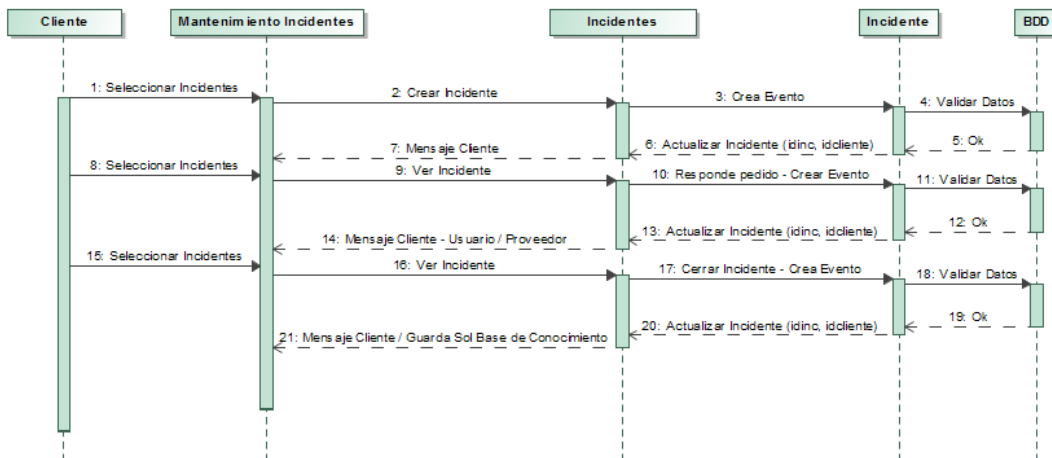 Cliente
Mantenimiento Incidentes
Incidentes
Incidente
BDD
1: Seleccionar Incidentes
2: Crear Incidente
3: Crea Evento
4: Validar Datos
5: Ok
6: Actualizar Incidente (idinc, idcliente)
7: Mensaje Cliente
8: Seleccionar Incidentes
9: Ver Incidente
10: Responde pedido - Crear Evento
11: Validar Datos
12: Ok
13: Actualizar Incidente (idinc, idcliente)
14: Mensaje Cliente - Usuario / Proveedor
15: Seleccionar Incidentes
16: Ver Incidente
17: Cerrar Incidente - Crea Evento
18: Validar Datos
19: Ok
20: Actualizar Incidente (idinc, idcliente)
21: Mensaje Cliente / Guarda Sol Base de Conocimiento